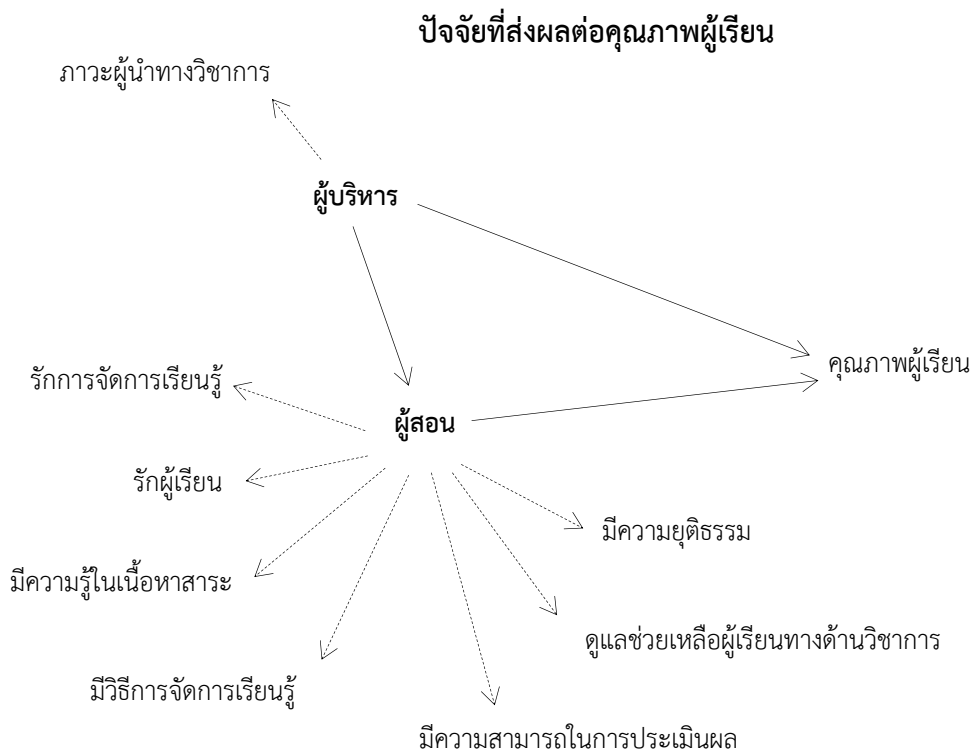 ปัจจัยที่ส่งผลต่อคุณภาพผู้เรียน
ภาวะผู้นำทางวิชาการ
ผู้บริหาร
คุณภาพผู้เรียน
รักการจัดการเรียนรู้
ผู้สอน
รักผู้เรียน
มีความยุติธรรม
มีความรู้ในเนื้อหาสาระ
ดูแลช่วยเหลือผู้เรียนทางด้านวิชาการ
มีวิธีการจัดการเรียนรู้
มีความสามารถในการประเมินผล